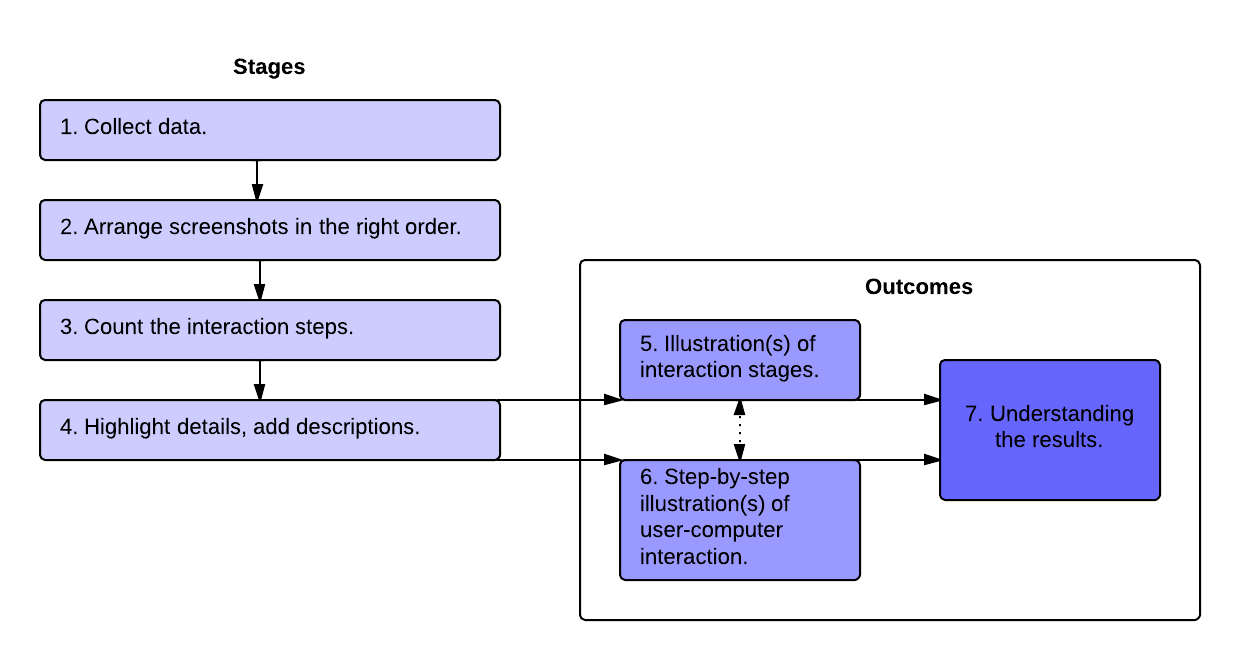 Stages
1. Collect data.
2. Arrange screenshots in the right order.
3. Count the interaction steps.
4. Highlight details, add descriptions.
Outcomes
5. Illustration(s) of
interaction stages.
6. Step-by-step
illustration(s) of
user-computer
interaction.
7. Understanding
the results.